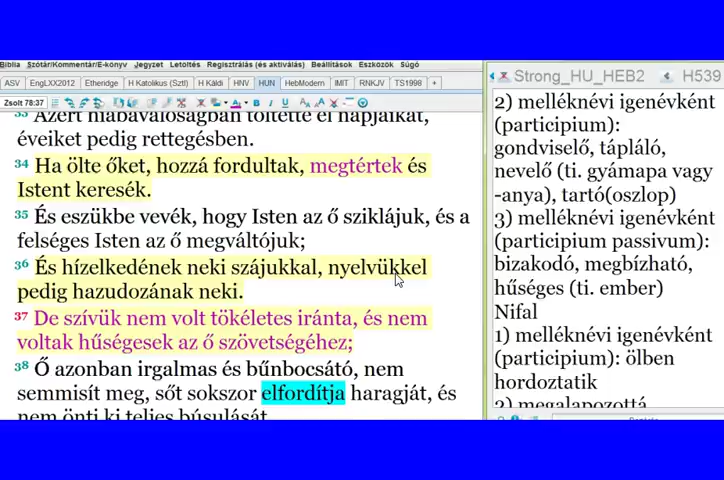 Biblia Szótár/Kommentár/E-könyv Jegyzet Letöltés Regisztrálás (és aktiválás) Beállítások Eszközök Súgó
ASV EngLXX2012 Etheridge H Katolikus (SztI) H Káldi HNV HUN HebModern IMIT RNKJV TS1998 +
Zsolt 78:37
33 Azért hiábavalóságban töltette el napjaikat,
éveiket pedig rettegésben.
34 Ha ölte őket, hozzá fordultak, megtértek és
Istent keresék.
35 És eszükbe vevék, hogy Isten az ő sziklájuk, és a
felséges Isten az ő megváltójuk;
36 És hízelkedének neki szájukkal, nyelvükkel
pedig hazudozának neki.
37 De szívük nem volt tökéletes iránta, és nem
voltak hűségesek az ő szövetségéhez;
38 Ő azonban irgalmas és bűnbocsátó, nem
semmisít meg, sőt sokszor elfordítja haragját, és
nem önti ki teljes búsulását.
Strong_HU_HEB2 H539
2) melléknévi igenévként
(participium):
gondviselő, tápláló,
nevelő (ti. gyámapa vagy
-anya), tartó(oszlop)
3) melléknévi igenévként
(participium passivum):
bizakodó, megbízható,
hűséges (ti. ember)
Nifal
1) melléknévi igenévként
(participium): ölben
hordoztatik
2) megalapozottá